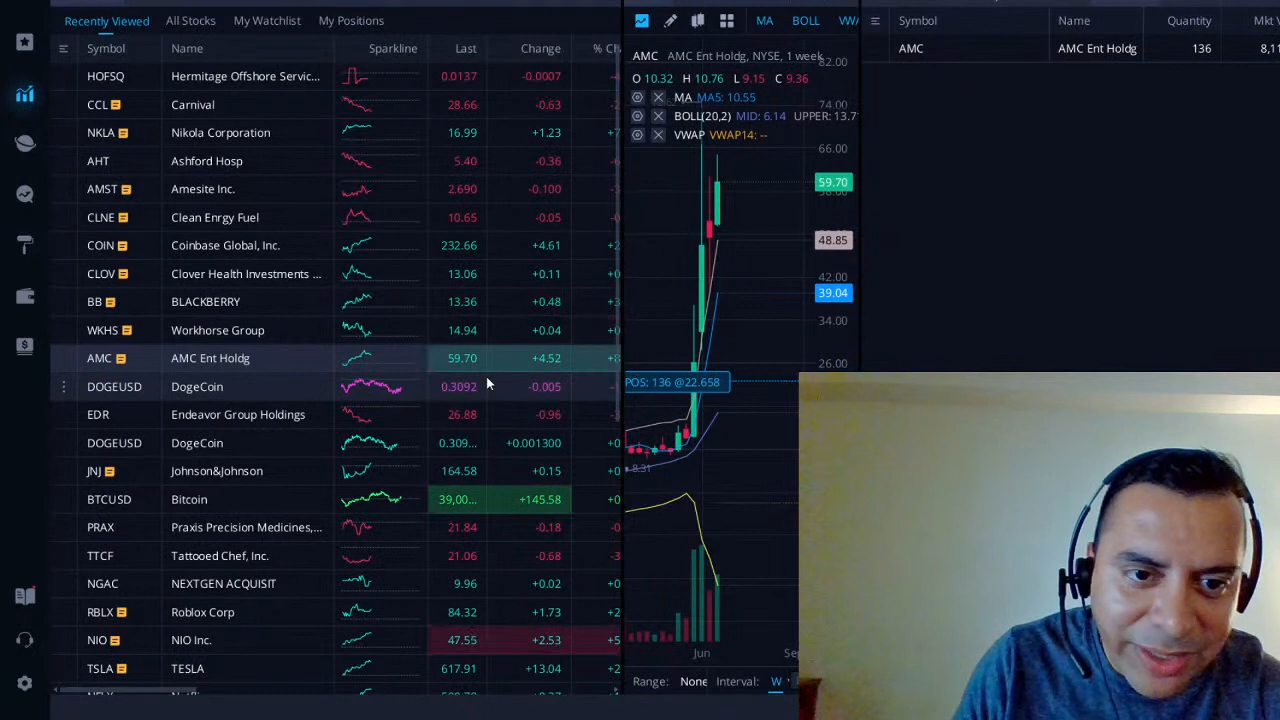 Recently Viewed All Stocks My Watchlist My Positions
Symbol Name Sparkline Last Change
HOFSQ Hermitage Offshore Servic... 0.0137 -0.0007
CCL Carnival 28.66 -0.63
NKLA Nikola Corporation 16.99 +1.23
AHT Ashford Hosp 5.40 -0.36
AMST Amesite Inc. 2.690 -0.100
CLNE Clean Enrgy Fuel 10.65 -0.05
COIN Coinbase Global, Inc. 232.66 +4.61
CLOV Clover Health Investments ... 13.06 +0.11
BB BLACKBERRY 13.36 +0.48
WKHS Workhorse Group 14.94 +0.04
AMC AMC Ent Holdg 59.70 +4.52
DOGEUSD DogeCoin 0.3092 -0.005
EDR Endeavor Group Holdings 26.88 -0.96
DOGEUSD DogeCoin 0.309... +0.001300
JNJ Johnson&Johnson 164.58 +0.15
BTCUSD Bitcoin 39,00... +145.58
PRAX Praxis Precision Medicines,... 21.84 -0.18
TTCF Tattooed Chef, Inc. 21.06 -0.68
NGAC NEXTGEN ACQUISIT 9.96 +0.02
RBLX Roblox Corp 84.32 +1.73
NIO NIO Inc. 47.55 +2.53
TSLA TESLA 617.91 +13.04
MA BOLL
AMC AMC Ent Holdg, NYSE, 1 week
O 10.32 H 10.76 L 9.15 C 9.36
MA MA5: 10.55
BOLL(20,2) MID: 6.14 UPPER: 13.7
VWAP VWAP14: --
82.00
74.00
66.00
59.70
58.00
48.85
42.00
39.04
34.00
26.00
POS: 136 @22.658
8.31
Jun
Range: None Interval: W
Symbol Name Quantity
AMC AMC Ent Holdg 136